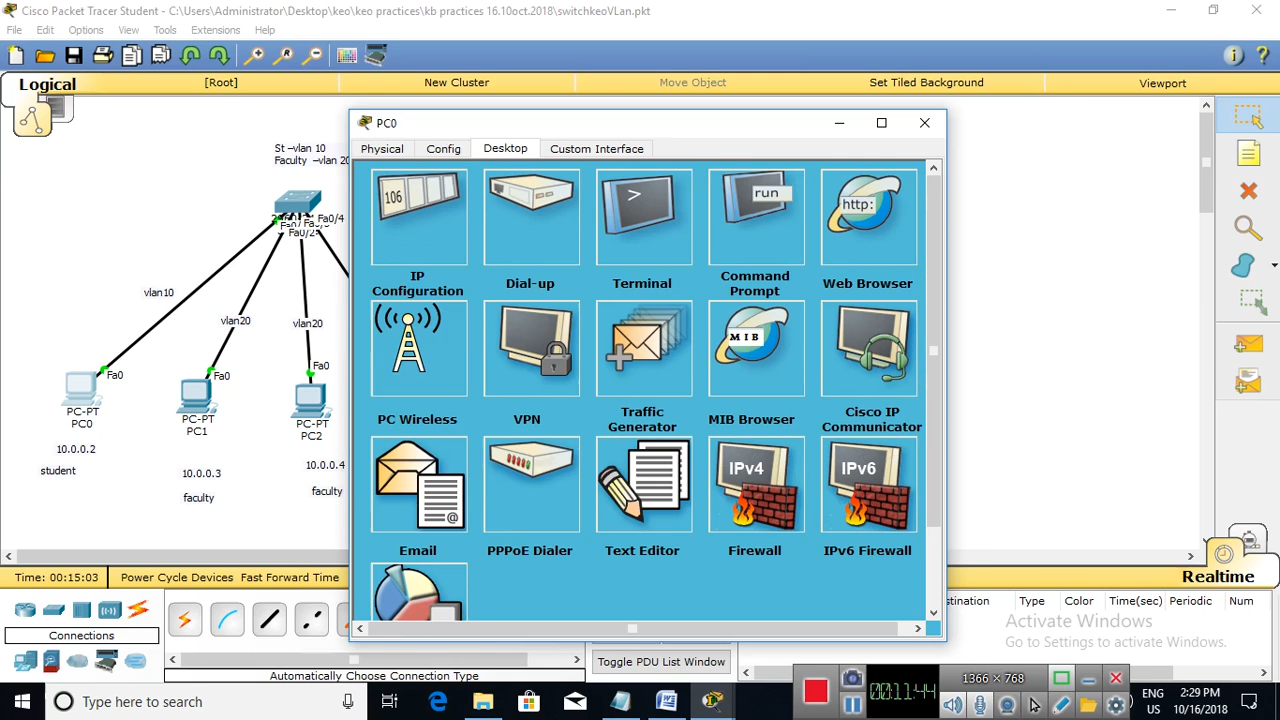 Cisco Packet Tracer Student - C:\Users\Administrator\Desktop\keo\keo practices\kb practices 16.10oct.2018\switchkeoVLan.pkt
File Edit Options View Tools Extensions Help
Logical [Root] New Cluster Move Object Set Tiled Background Viewport
PC0
Physical Config Desktop Custom Interface
St -vlan 10
Faculty -vlan 20
Fa0/4
Fa0/2
vlan10
vlan20
vlan20
Fa0
Fa0
Fa0
PC-PT
PC0
PC-PT
PC1
PC-PT
PC2
10.0.0.2
10.0.0.3
10.0.0.4
student
faculty
faculty
106
>
run
http:
IP
Configuration
Dial-up
Terminal
Command
Prompt
Web Browser
MIB
PC Wireless
VPN
Traffic
Generator
MIB Browser
Cisco IP
Communicator
@
IPv4
IPv6
Email
PPPoE Dialer
Text Editor
Firewall
IPv6 Firewall
Time: 00:15:03 Power Cycle Devices Fast Forward Time
Realtime
Connections
Automatically Choose Connection Type
Toggle PDU List Window
stination Type Color Time(sec) Periodic Num
Activate Windows
Go to Settings to activate Windows.
00:11:44
1366 × 768
Type here to search
ENG
US
2:29 PM
10/16/2018